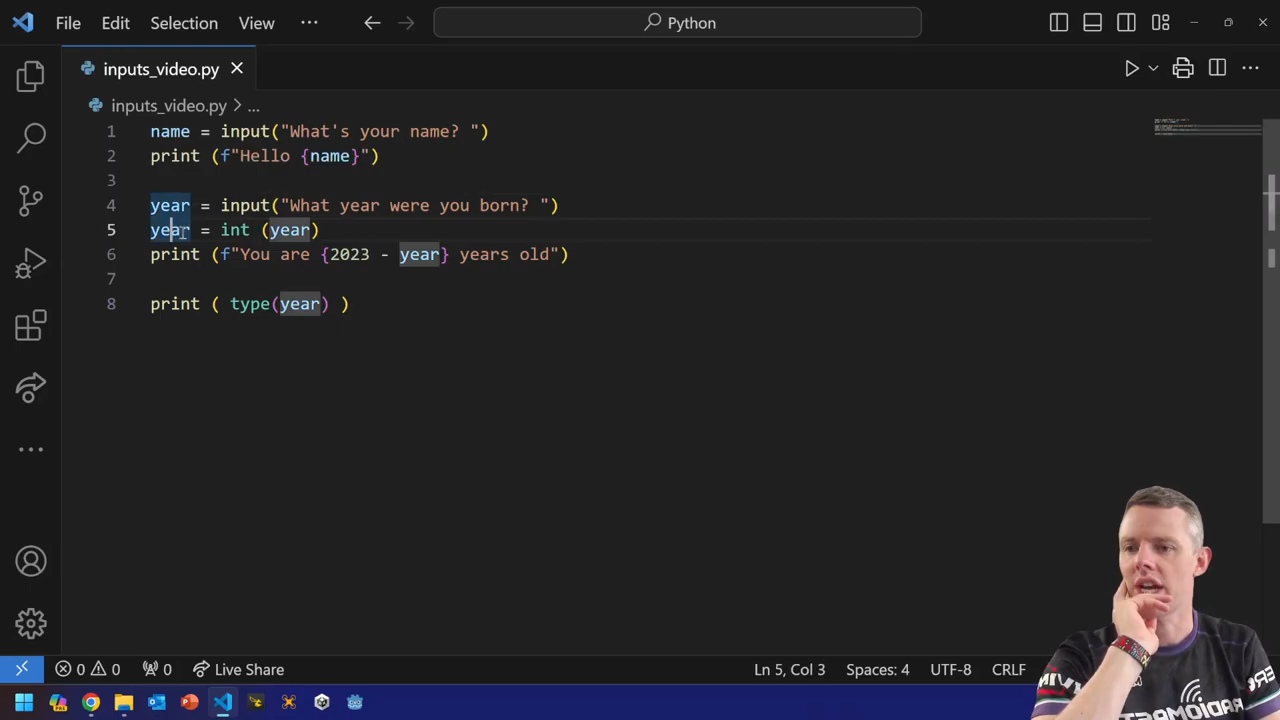 File Edit Selection View ··· Python
inputs_video.py
inputs_video.py > ...
1 name = input("What's your name? ")
2 print (f"Hello {name}")
3
4 year = input("What year were you born? ")
5 year = int (year)
6 print (f"You are {2023 - year} years old")
7
8 print ( type(year) )
0 0 0 Live Share Ln 5, Col 3 Spaces: 4 UTF-8 CRLF